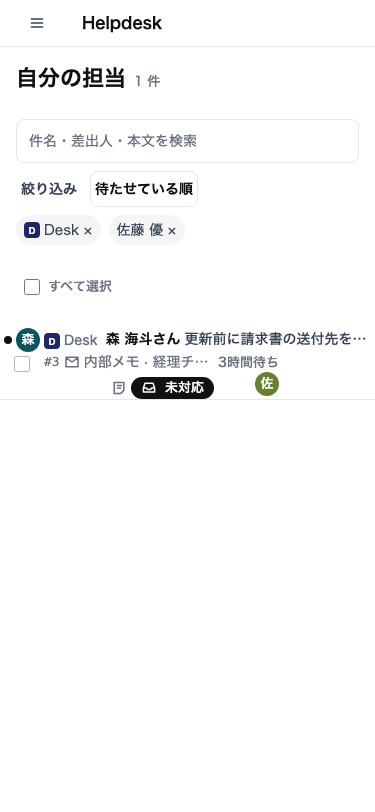 Helpdesk
自分の担当 1 件
件名・差出人・本文を検索
絞り込み 待たせている順
D Desk × 佐藤 優 ×
すべて選択
森 D Desk 森 海斗さん 更新前に請求書の送付先を…
#3 内部メモ · 経理チ… 3時間待ち
未対応 佐